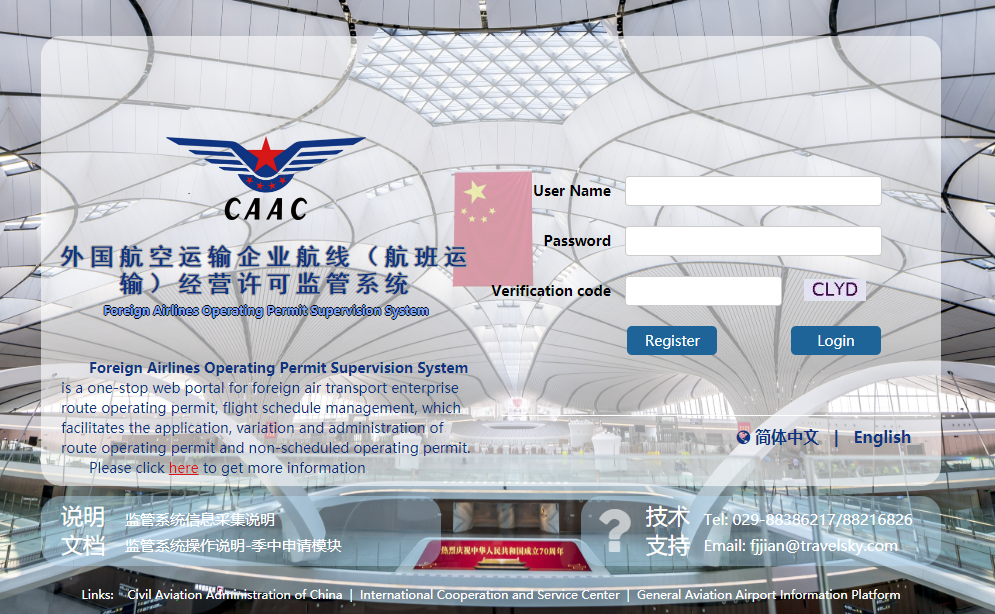 CAAC
外国航空运输企业航线（航班运
输）经营许可监管系统
Foreign Airlines Operating Permit Supervision System
Foreign Airlines Operating Permit Supervision System
is a one-stop web portal for foreign air transport enterprise
route operating permit, flight schedule management, which
facilitates the application, variation and administration of
route operating permit and non-scheduled operating permit.
Please click here to get more information
User Name
Password
Verification code CLYD
Register Login
简体中文 | English
说明
文档
监管系统信息采集说明
监管系统操作说明-季中申请模块
热烈庆祝中华人民共和国成立70周年
?
技术
支持
Tel: 029-88386217/88216826
Email: fjjian@travelsky.com
Links: Civil Aviation Administration of China | International Cooperation and Service Center | General Aviation Airport Information Platform